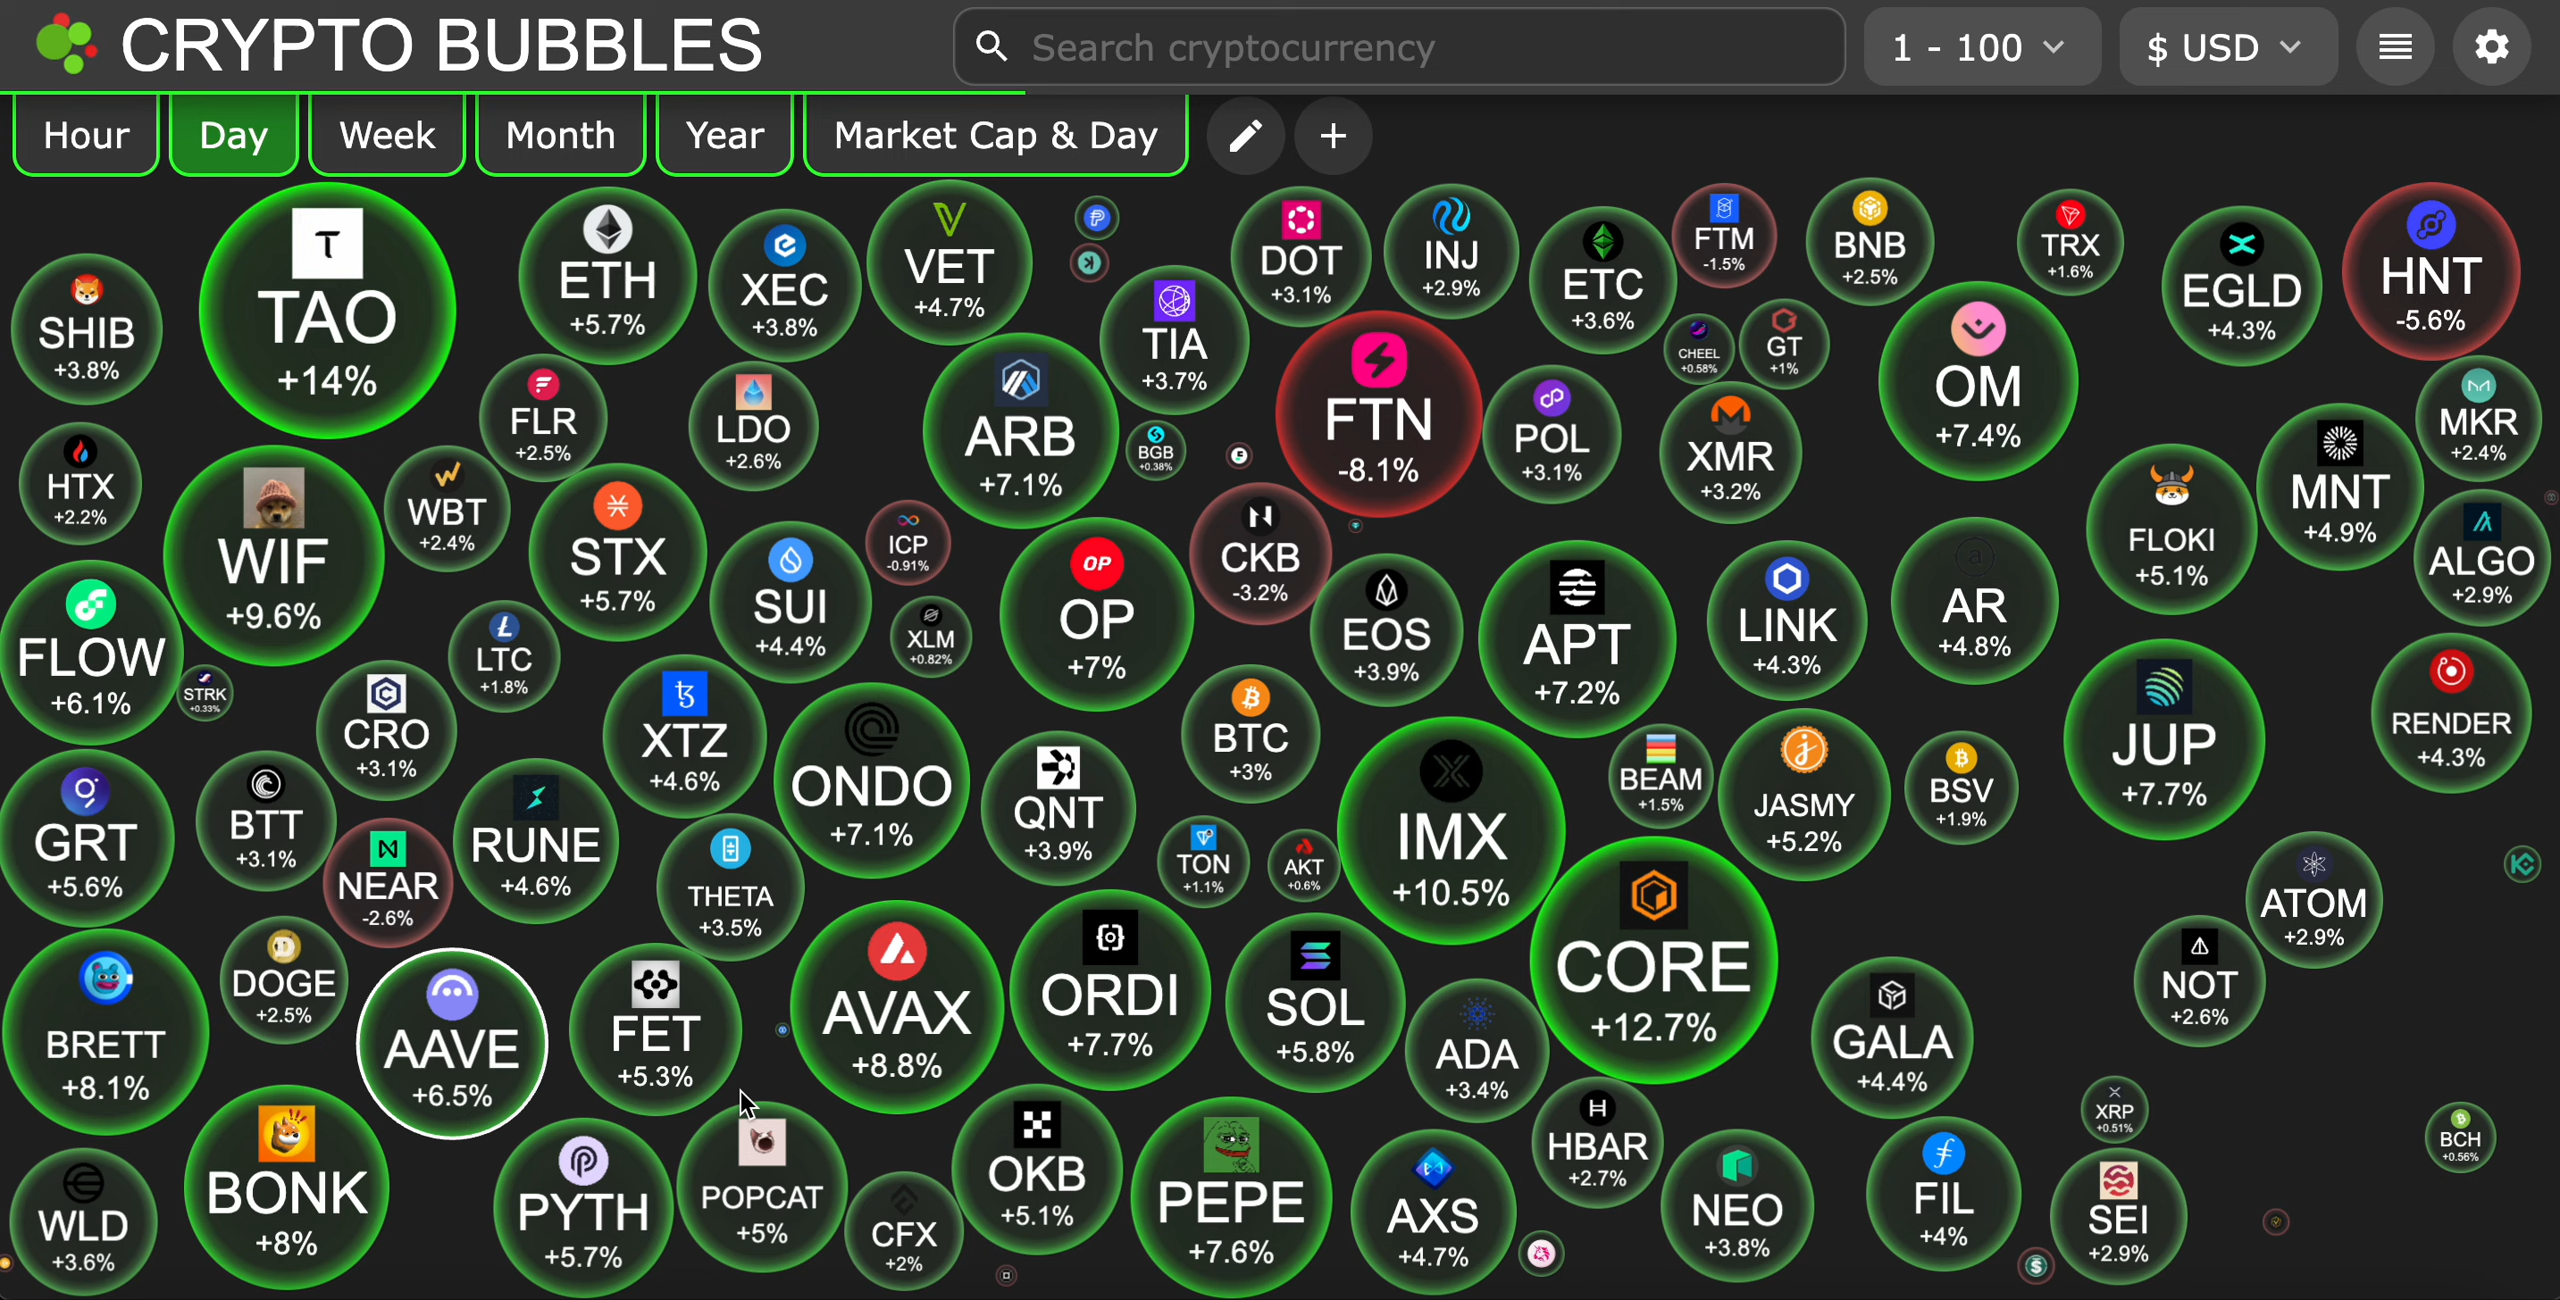 CRYPTO BUBBLES
Search cryptocurrency
1 - 100
$ USD
Hour
Day
Week
Month
Year
Market Cap & Day
SHIB
+3.8%
TAO
+14%
ETH
+5.7%
XEC
+3.8%
VET
+4.7%
DOT
+3.1%
INJ
+2.9%
ETC
+3.6%
FTM
-1.5%
BNB
+2.5%
TRX
+1.6%
EGLD
+4.3%
HNT
-5.6%
TIA
+3.7%
CHEEL
+0.58%
GT
+1%
OM
+7.4%
FLR
+2.5%
LDO
+2.6%
ARB
+7.1%
BGB
+0.38%
FTN
-8.1%
POL
+3.1%
XMR
+3.2%
MKR
+2.4%
HTX
+2.2%
WIF
+9.6%
WBT
+2.4%
STX
+5.7%
ICP
-0.91%
CKB
-3.2%
FLOKI
+5.1%
MNT
+4.9%
ALGO
+2.9%
SUI
+4.4%
XLM
+0.82%
OP
OP
+7%
EOS
+3.9%
APT
+7.2%
LINK
+4.3%
AR
+4.8%
FLOW
+6.1%
STRK
+0.33%
LTC
+1.8%
CRO
+3.1%
XTZ
+4.6%
ONDO
+7.1%
BTC
+3%
BEAM
+1.5%
JASMY
+5.2%
BSV
+1.9%
JUP
+7.7%
RENDER
+4.3%
GRT
+5.6%
BTT
+3.1%
NEAR
-2.6%
RUNE
+4.6%
THETA
+3.5%
QNT
+3.9%
TON
+1.1%
AKT
+0.6%
IMX
+10.5%
CORE
+12.7%
ATOM
+2.9%
BRETT
+8.1%
DOGE
+2.5%
AAVE
+6.5%
FET
+5.3%
AVAX
+8.8%
ORDI
+7.7%
SOL
+5.8%
ADA
+3.4%
GALA
+4.4%
NOT
+2.6%
WLD
+3.6%
BONK
+8%
PYTH
+5.7%
POPCAT
+5%
CFX
+2%
OKB
+5.1%
PEPE
+7.6%
AXS
+4.7%
HBAR
+2.7%
NEO
+3.8%
FIL
+4%
XRP
+0.51%
SEI
+2.9%
BCH
+0.56%